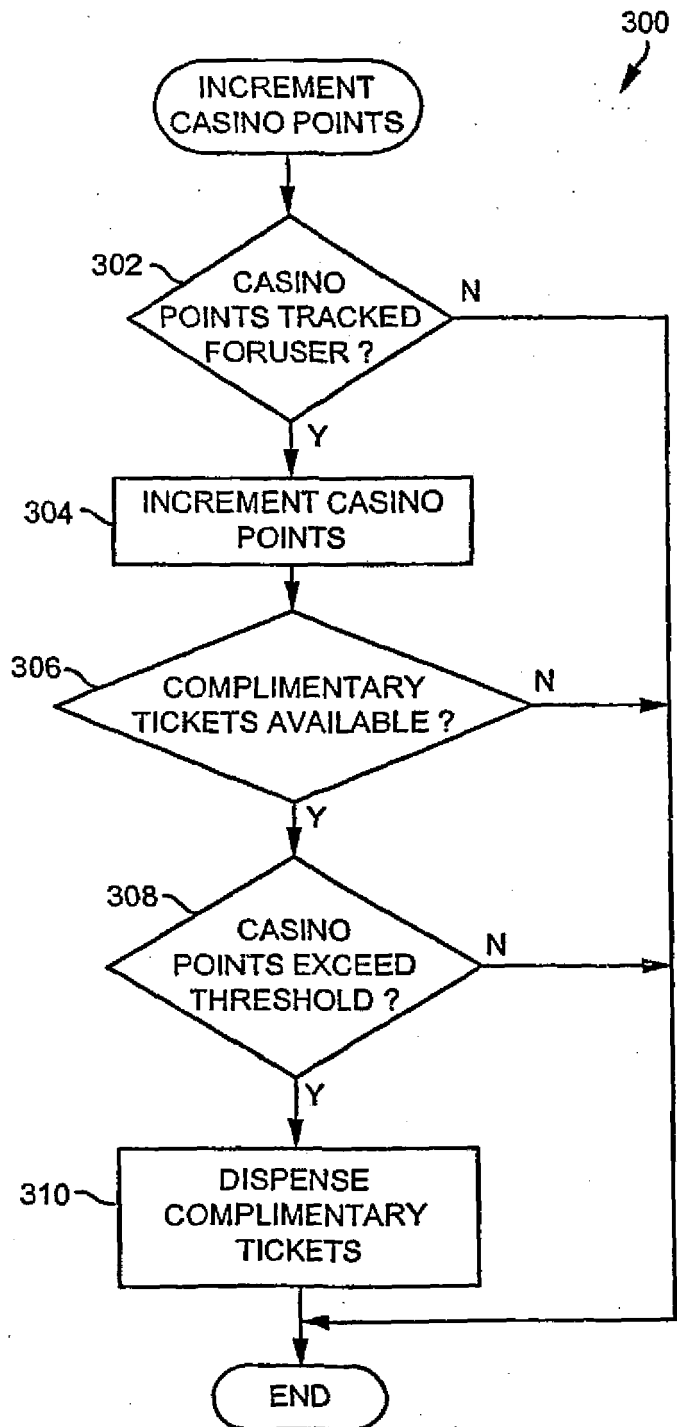 300
INCREMENT
CASINO POINTS
302
CASINO
POINTS TRACKED
FORUSER ?
N
Y
304
INCREMENT CASINO
POINTS
306
COMPLIMENTARY
TICKETS AVAILABLE ?
N
Y
308
CASINO
POINTS EXCEED
THRESHOLD ?
N
Y
310
DISPENSE
COMPLIMENTARY
TICKETS
END